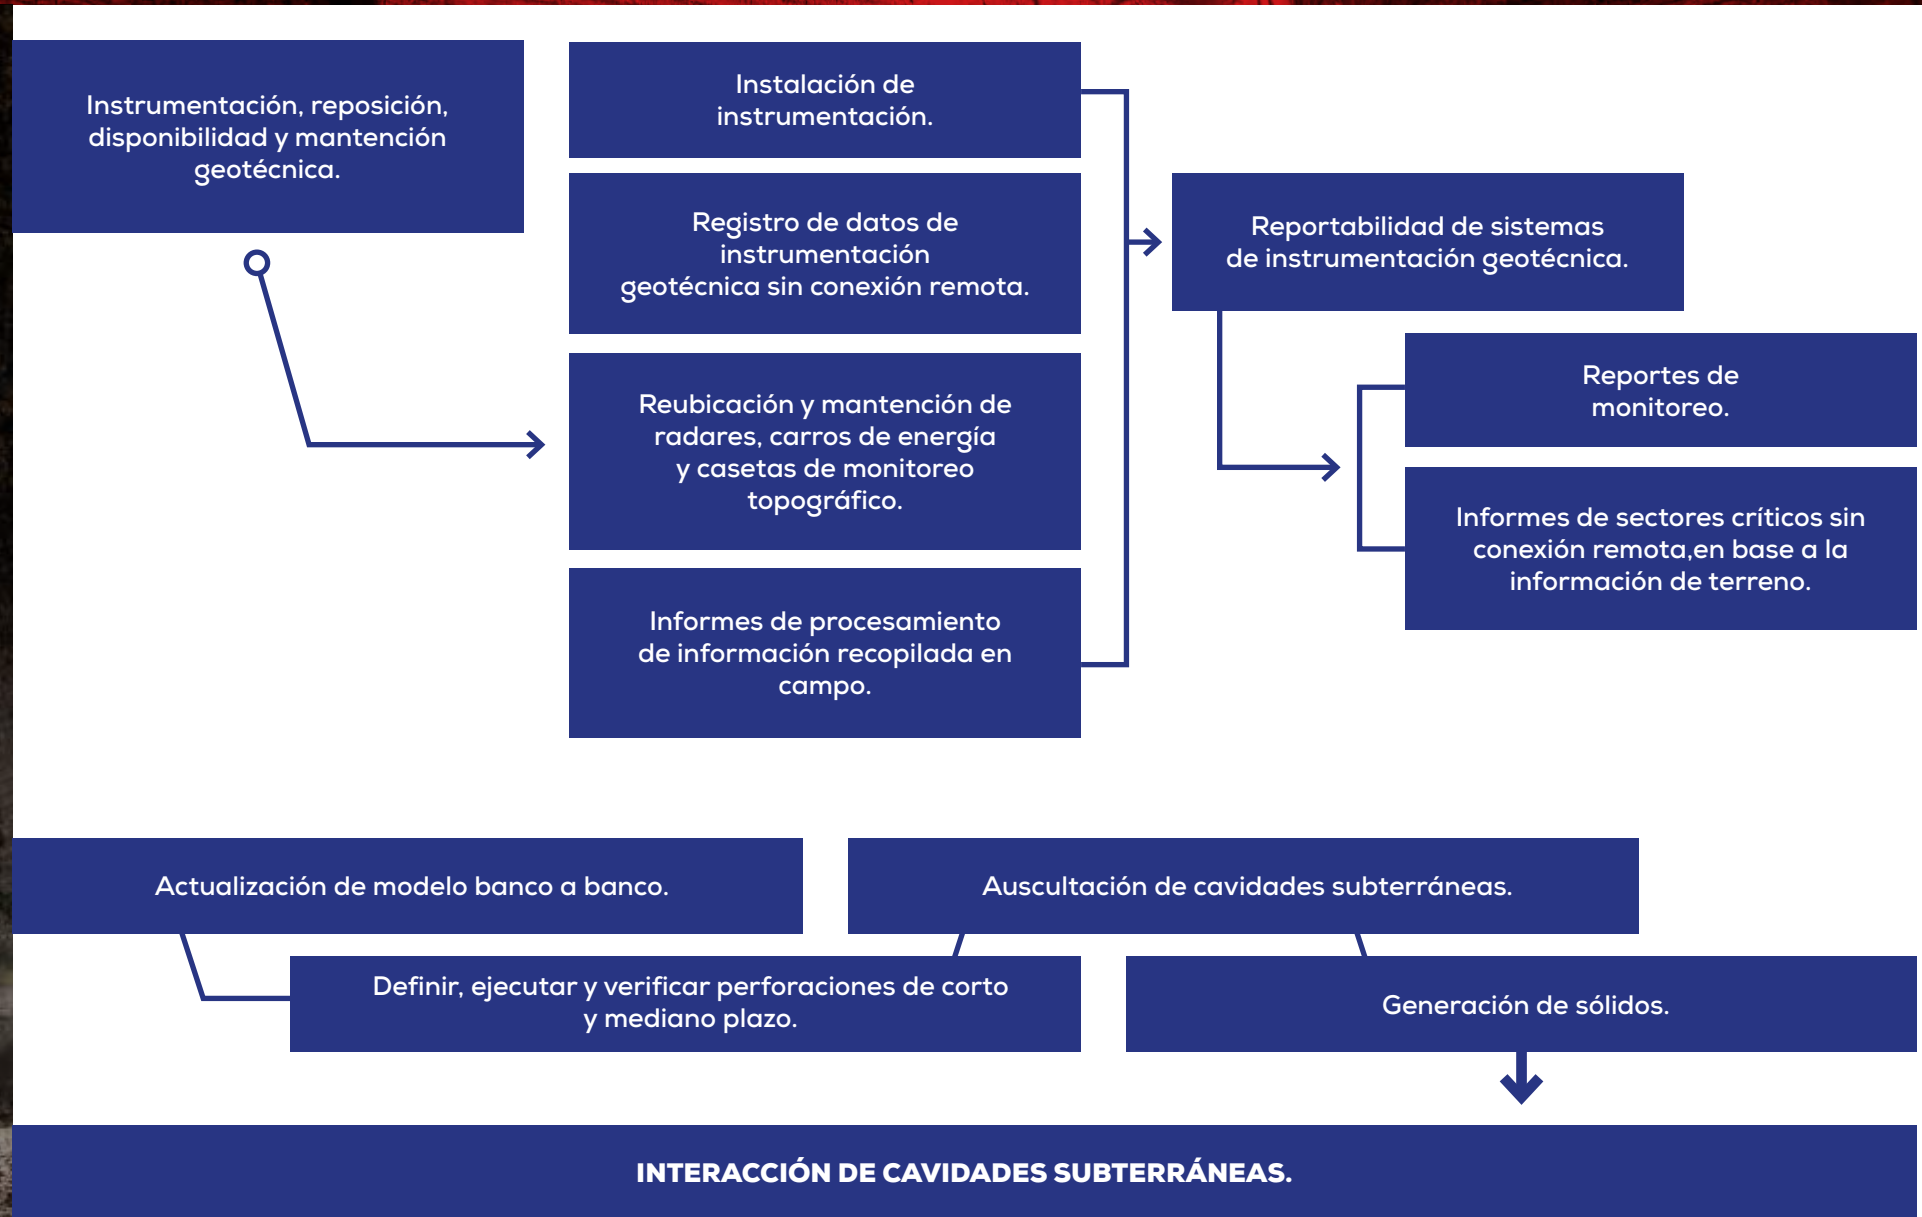 Instrumentación, reposición,
disponibilidad y mantención
geotécnica.
Instalación de
instrumentación.
Registro de datos de
instrumentación
geotécnica sin conexión remota.
Reubicación y mantención de
radares, carros de energía
y casetas de monitoreo
topográfico.
Informes de procesamiento
de información recopilada en
campo.
Reportabilidad de sistemas
de instrumentación geotécnica.
Reportes de
monitoreo.
Informes de sectores críticos sin
conexión remota,en base a la
información de terreno.
Actualización de modelo banco a banco.
Definir, ejecutar y verificar perforaciones de corto
y mediano plazo.
Auscultación de cavidades subterráneas.
Generación de sólidos.
INTERACCIÓN DE CAVIDADES SUBTERRÁNEAS.